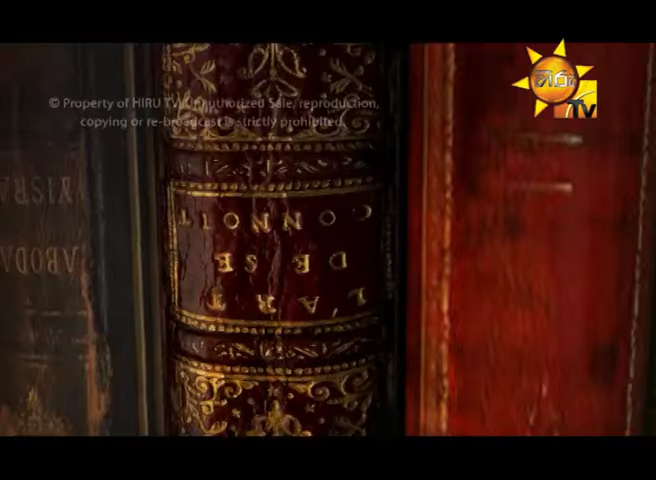 © Property of HIRU TV. Unauthorized Sale, reproduction,
copying or re-broadcast is strictly prohibited.
හිරු
Tv
L'ART
DE SE
CONNOIT